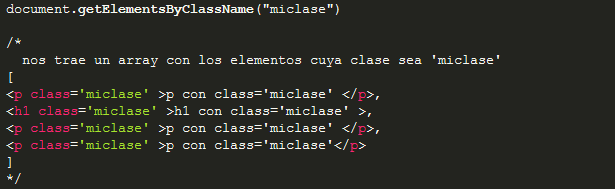 document.getElementsByClassName("miclase")
/*
nos trae un array con los elementos cuya clase sea 'miclase'
[
<p class='miclase' >p con class='miclase' </p>,
<h1 class='miclase' >h1 con class='miclase' >,
<p class='miclase' >p con class='miclase' </p>,
<p class='miclase' >p con class='miclase'</p>
]
*/